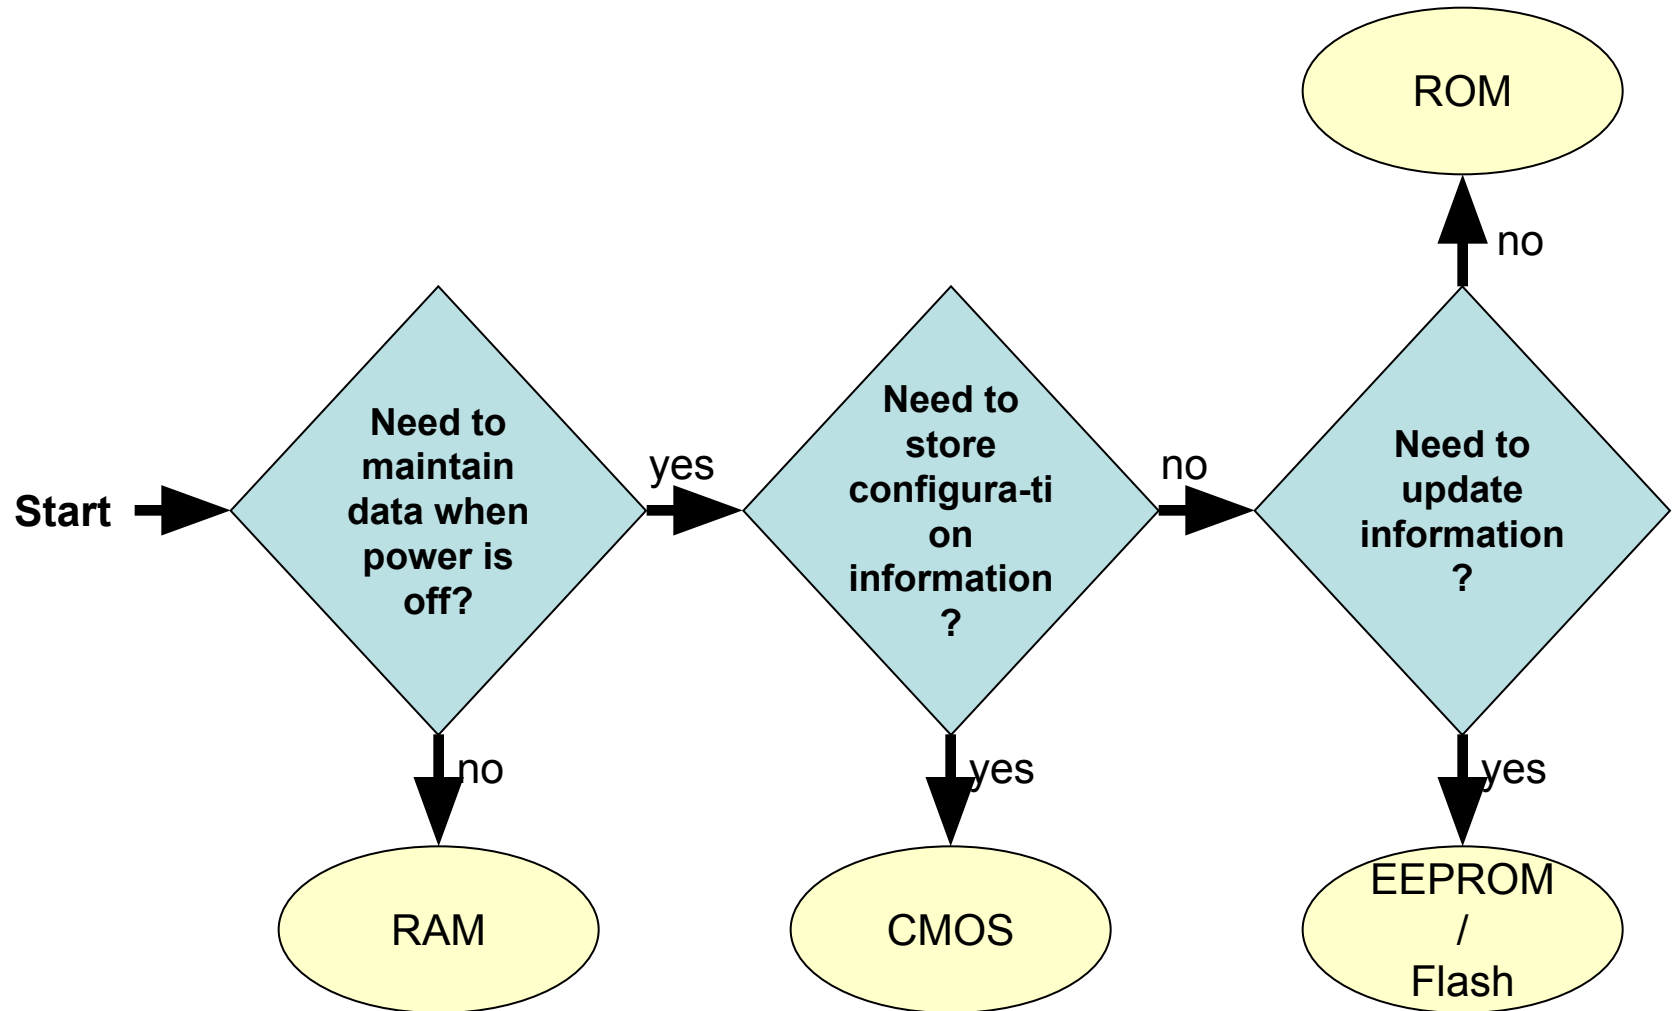 Start
Need to
maintain
data when
power is
off?
yes
no
RAM
Need to
store
configura-ti
on
information
?
no
yes
CMOS
Need to
update
information
?
no
ROM
yes
EEPROM
/
Flash